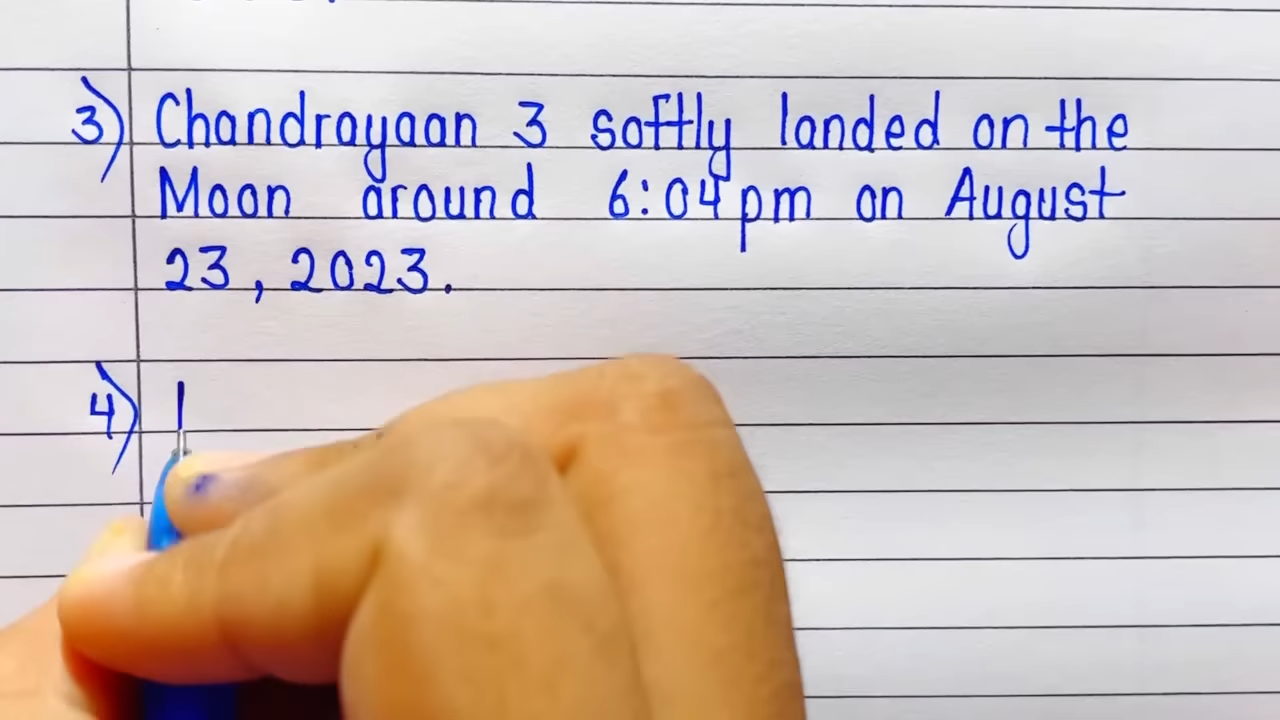 3) Chandrayaan 3 softly landed on the
Moon around 6:04 pm on August
23, 2023.
4)